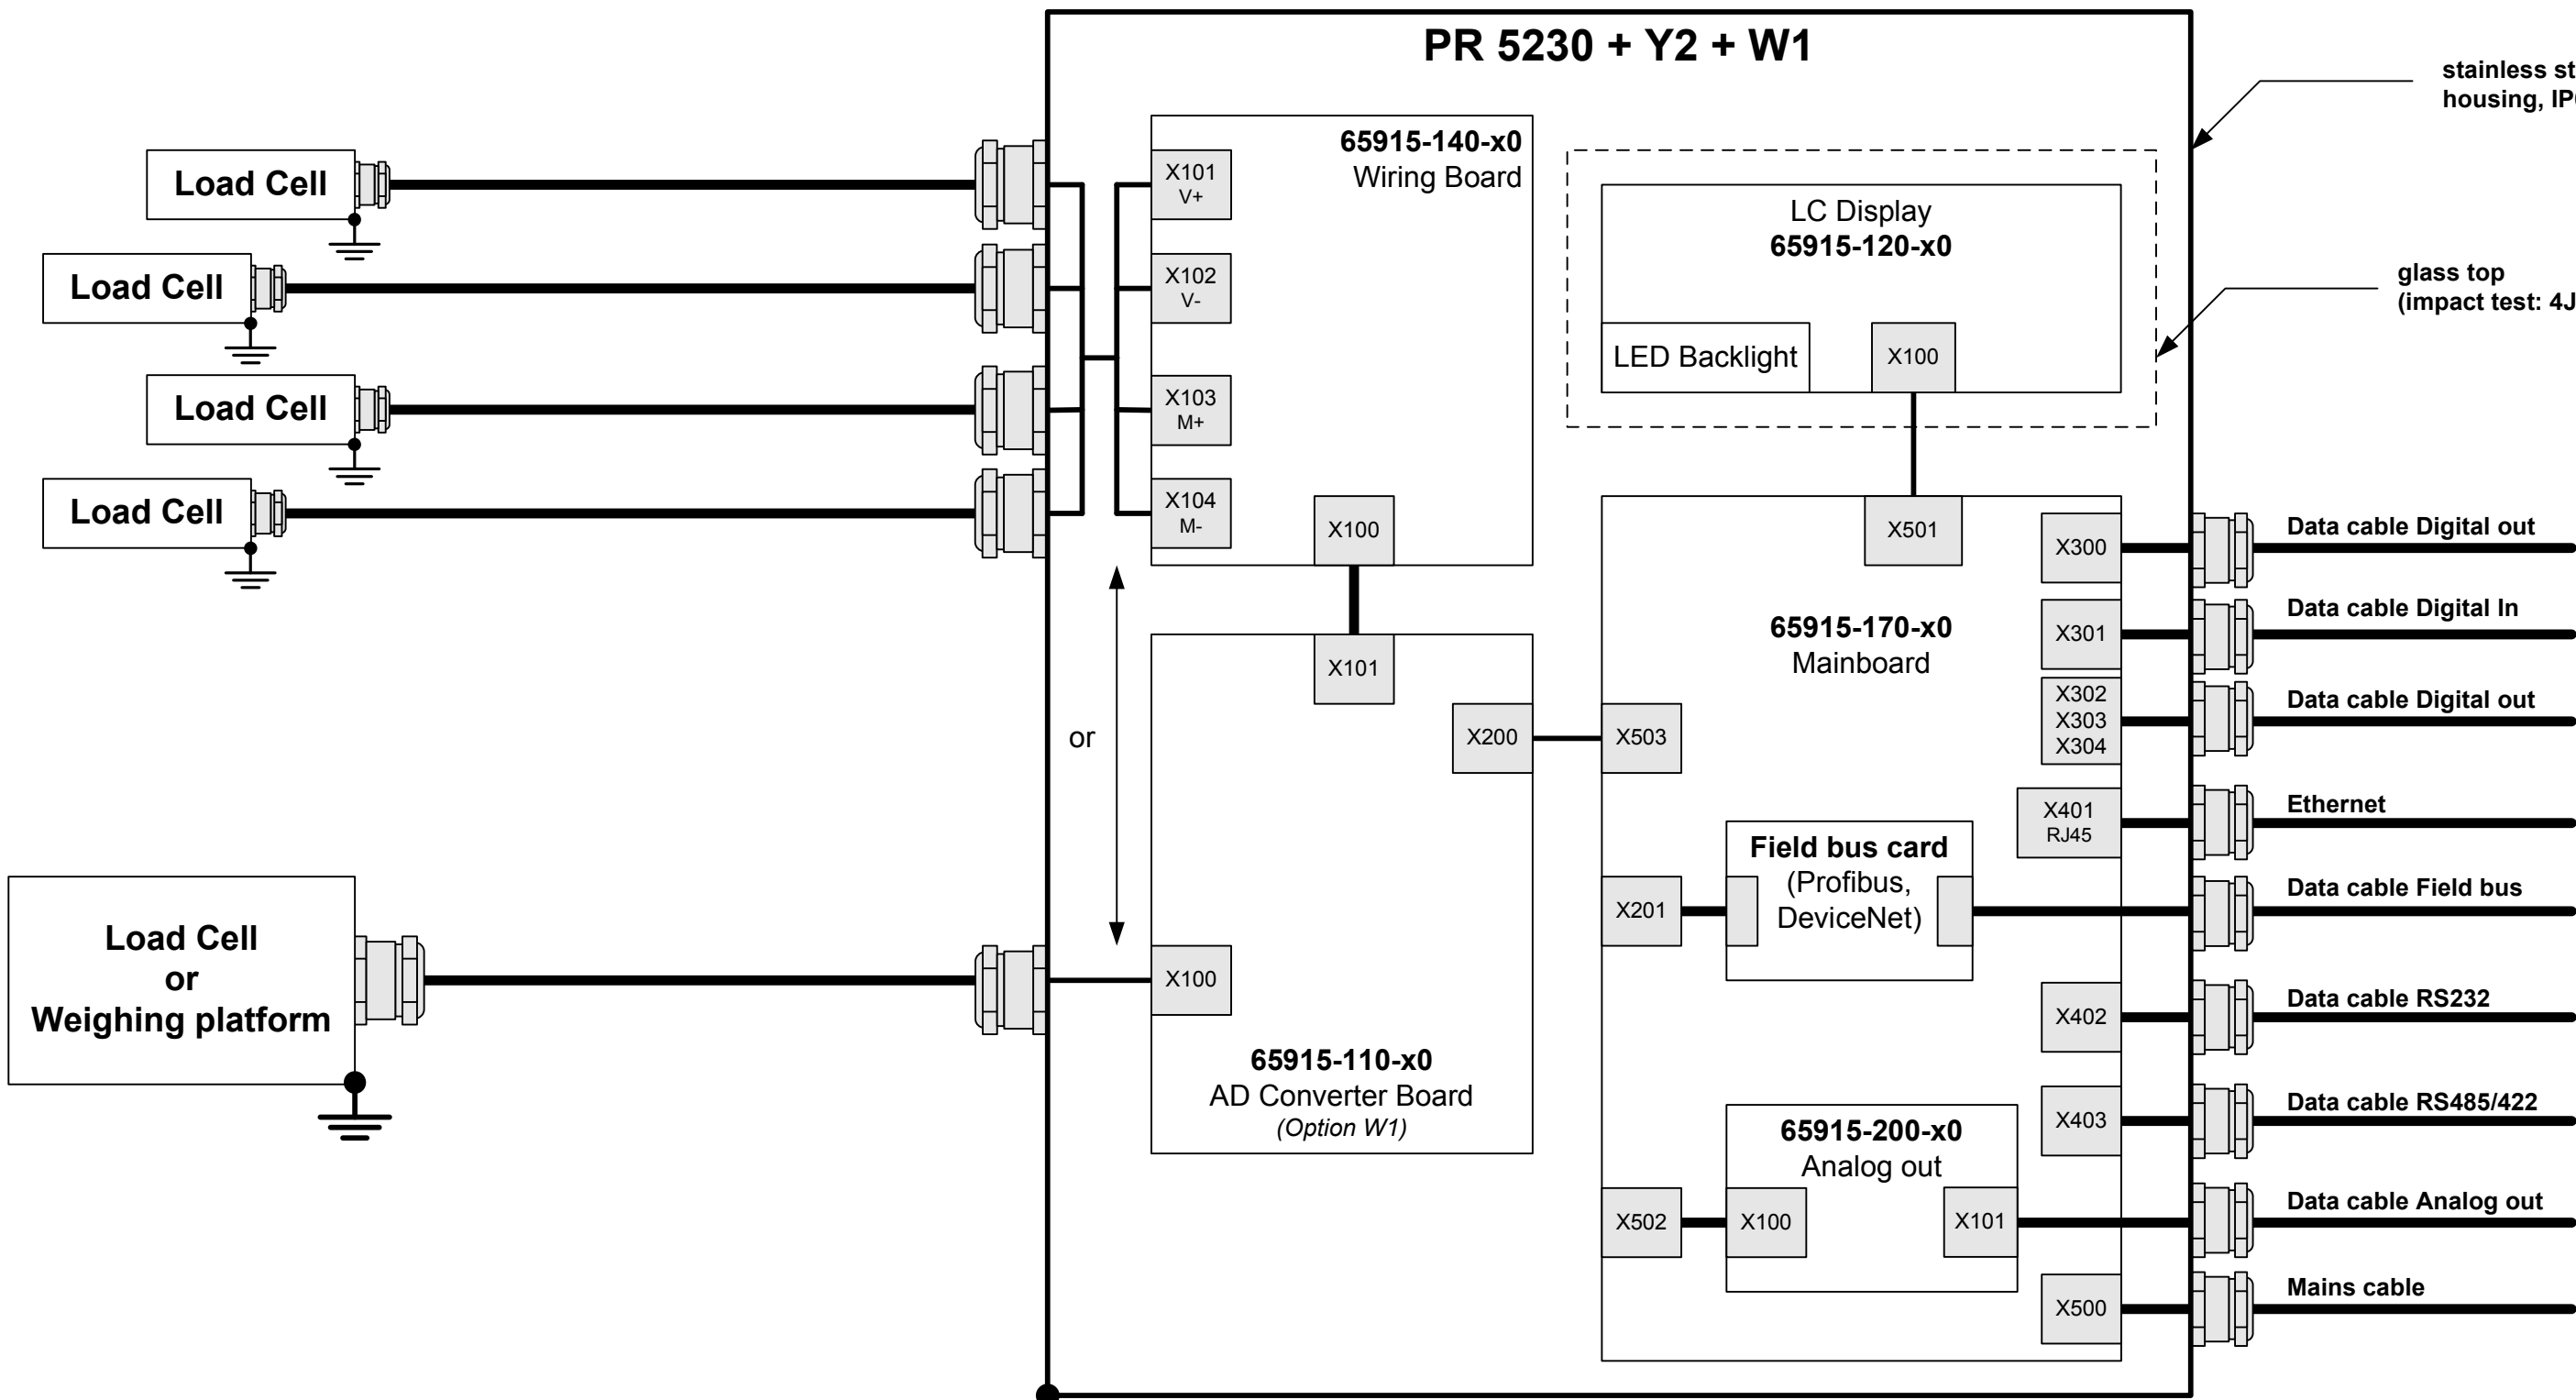 PR 5230 + Y2 + W1
stainless
housing,
glass top
(impact test: 4J
65915-140-x0
Wiring Board
X101
V+
X102
V-
X103
M+
X104
M-
X100
Load Cell
Load Cell
Load Cell
Load Cell
LC Display
65915-120-x0
LED Backlight
X100
X501
65915-170-x0
Mainboard
X300
Data cable Digital out
X301
Data cable Digital In
X302
X303
X304
Data cable Digital out
X401
RJ45
Ethernet
or
X101
X200
X503
X201
Field bus card
(Profibus,
DeviceNet)
Data cable Field bus
Load Cell
or
Weighing platform
X100
65915-110-x0
AD Converter Board
(Option W1)
X402
Data cable RS232
X403
Data cable RS485/422
65915-200-x0
Analog out
X502
X100
X101
Data cable Analog out
X500
Mains cable